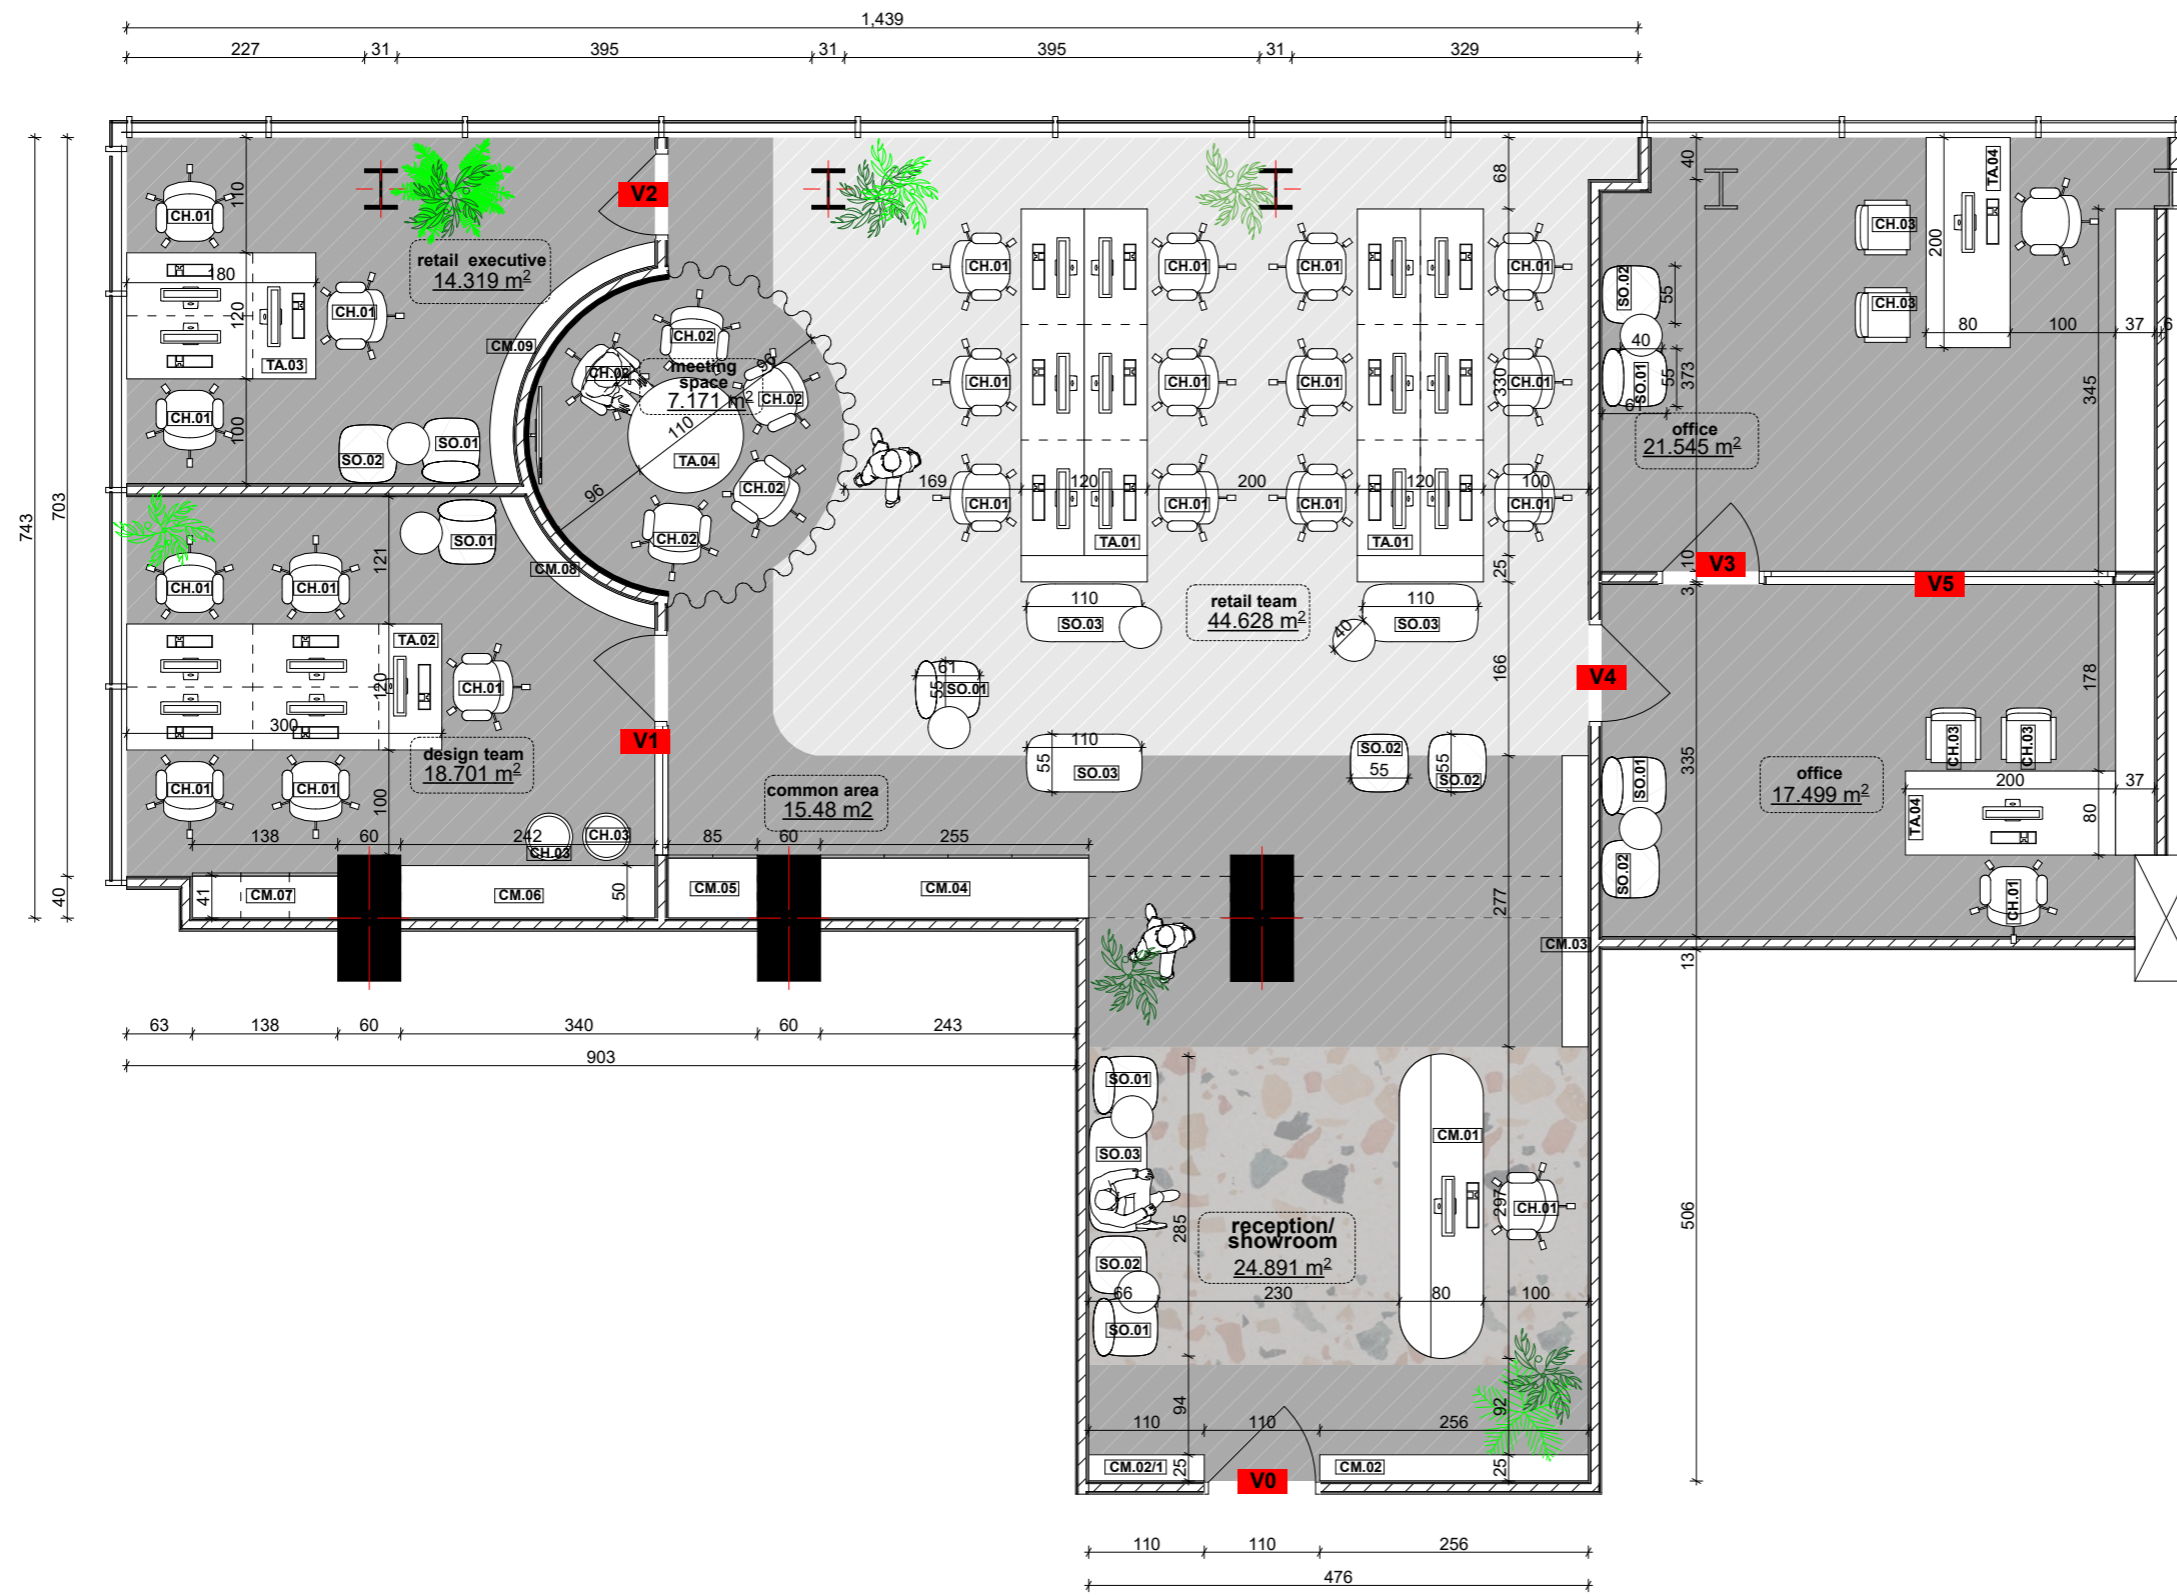 1,439
227 31 395 31 395 31 329
V2
CH.01 110
retail executive
14.319 m2
180
CH.01
120
TA.03
CM.09
CH.01
100
SO.02 SO.01
CH.02
CH.02
meeting
space
7.171 m2
96
CH.02
110
TA.04
96
CH.02
CH.02
CM.08
68
CH.01 CH.01 CH.01 CH.01
CH.01 CH.01 CH.01 CH.01
330
169 120 200 120 100
CH.01 CH.01 CH.01 CH.01
TA.01 TA.01
25
110 110
SO.03 SO.03
40
retail team
44.628 m2
61
55
SO.01
166
110
55
SO.03
SO.02
55
55
SO.02
40
TA.04
CH.03
200
CH.03
80 100 37 6
SO.02
55
40
SO.01
55
373
61
345
office
21.545 m2
10
V3
3
V5
V4
178
335
CH.03 CH.03
SO.01
office
17.499 m2
200 37
TA.04
80
SO.02
CH.01
13
743
703
40
SO.01
121
CH.01 CH.01
TA.02
120
CH.01
300
V1
design team
18.701 m2
CH.01 CH.01
100
common area
15.48 m2
138 60 242 85 60 255
CH.03 CH.03
41
CM.07
CM.06
50
CM.05
CM.04
277
CM.03
63 138 60 340 60 243
903
SO.01
SO.03
285
CM.01
297
CH.01
reception/
showroom
24.891 m2
SO.02
66 230 80 100
SO.01
506
94
92
110 110 256
CM.02/1
25
V0
CM.02
25
110 110 256
476